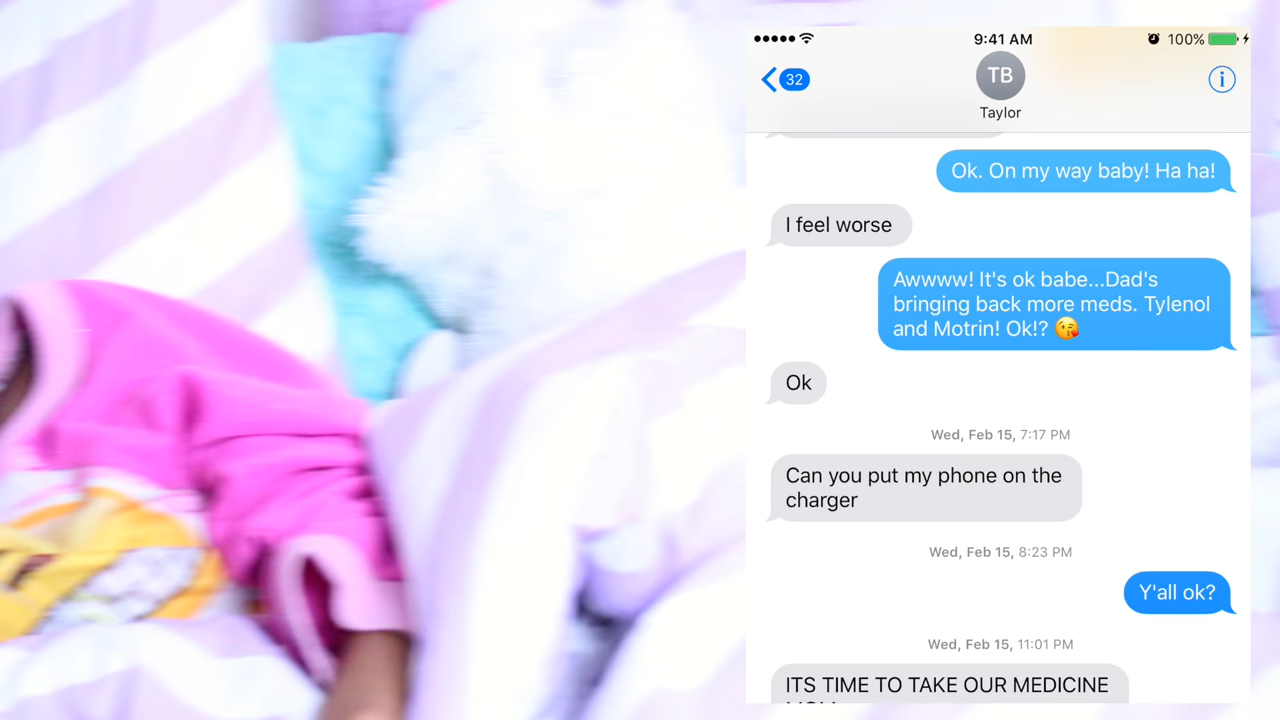 9:41 AM
100%
32
TB
Taylor
Ok. On my way baby! Ha ha!
I feel worse
Awwww! It's ok babe...Dad's
bringing back more meds. Tylenol
and Motrin! Ok!? 😘
Ok
Wed, Feb 15, 7:17 PM
Can you put my phone on the
charger
Wed, Feb 15, 8:23 PM
Y'all ok?
Wed, Feb 15, 11:01 PM
ITS TIME TO TAKE OUR MEDICINE